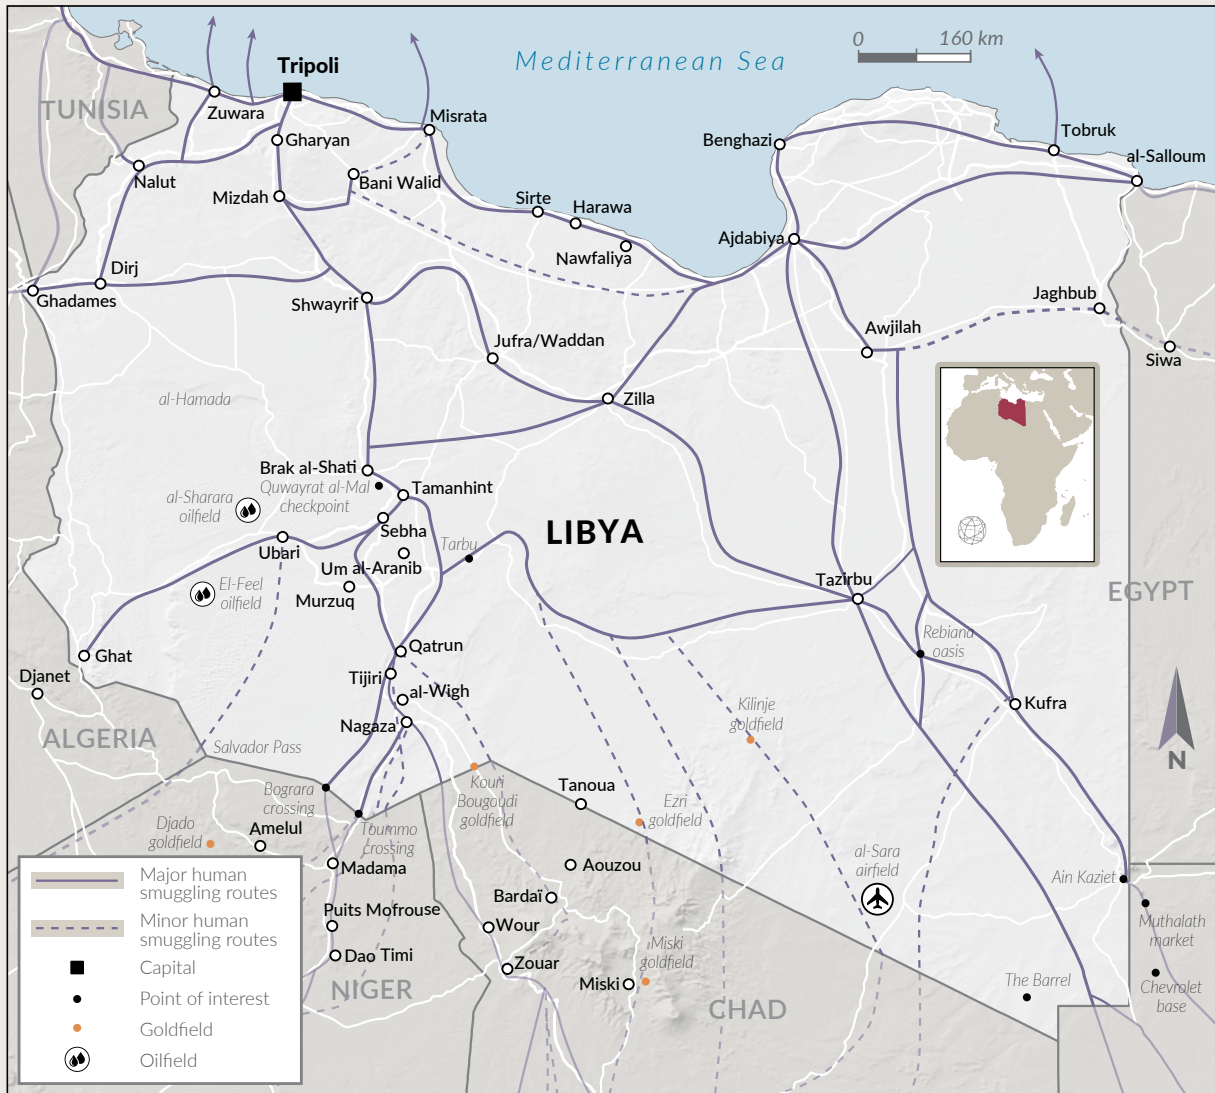 0
160 km
Mediterranean Sea
Tripoli
TUNISIA
Zuwara
Misrata
Gharyan
Benghazi
Tobruk
al-Salloum
Nalut
Bani Walid
Mizdah
Sirte
Harawa
Ajdabiya
Nawfaliya
Dirj
Ghadames
Shwayrif
Jaghbub
Awjilah
Jufra/Waddan
Siwa
al-Hamada
Zilla
Brak al-Shati
Quwayrat al-Mal
checkpoint
Tamanhint
al-Sharara
oilfield
Sebha
LIBYA
Ubari
Tarbu
Um al-Aranib
El-Feel
oilfield
Murzuq
Tazirbu
EGYPT
Rebiana
oasis
Ghat
Qatrun
Djanet
Tijiri
al-Wigh
Kilinje
goldfield
Kufra
Nagaza
ALGERIA
Salvador Pass
N
Bograra
crossing
Kouri
Bougoudi
goldfield
Tanoua
Ezri
goldfield
Djado
goldfield
Amelul
Toummo
crossing
al-Sara
airfield
Madama
Aouzou
Ain Kaziet
Bardaï
Puits Mofrouse
Wour
Muthalath
market
Dao Timi
Zouar
Miski
goldfield
Miski
The Barrel
Chevrolet
base
NIGER
CHAD
Major human
smuggling routes
Minor human
smuggling routes
Capital
Point of interest
Goldfield
Oilfield